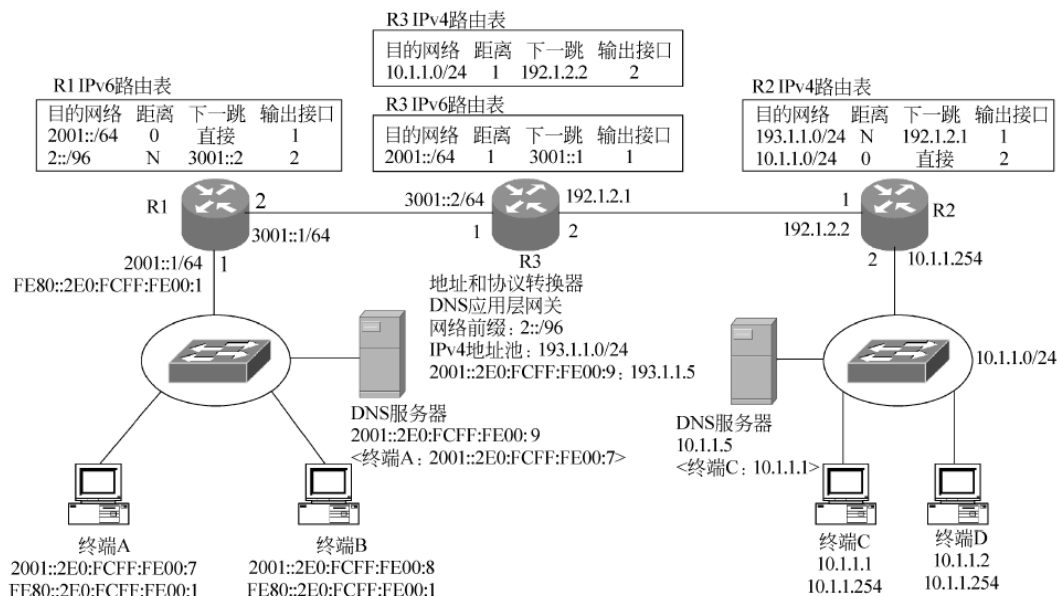 R3 IPv4路由表
目的网络 距离 下一跳 输出接口
10.1.1.0/24 1 192.1.2.2 2
R1 IPv6路由表
目的网络 距离 下一跳 输出接口
2001::/64 0 直接 1
2::/96 N 3001::2 2
R3 IPv6路由表
目的网络 距离 下一跳 输出接口
2001::/64 1 3001::1 1
R2 IPv4路由表
目的网络 距离 下一跳 输出接口
193.1.1.0/24 N 192.1.2.1 1
10.1.1.0/24 0 直接 2
R1
2
3001::1/64
2001::1/64
1
FE80::2E0:FCFF:FE00:1
3001::2/64
192.1.2.1
1
2
R3
1
192.1.2.2
R2
2
10.1.1.254
地址和协议转换器
DNS应用层网关
网络前缀：2::/96
IPv4地址池：193.1.1.0/24
2001::2E0:FCFF:FE00:9：193.1.1.5
10.1.1.0/24
DNS服务器
2001::2E0:FCFF:FE00:9
<终端A：2001::2E0:FCFF:FE00:7>
DNS服务器
10.1.1.5
<终端C：10.1.1.1>
终端A
2001::2E0:FCFF:FE00:7
FE80::2E0:FCFF:FE00:1
终端B
2001::2E0:FCFF:FE00:8
FE80::2E0:FCFF:FE00:1
终端C
10.1.1.1
10.1.1.254
终端D
10.1.1.2
10.1.1.254